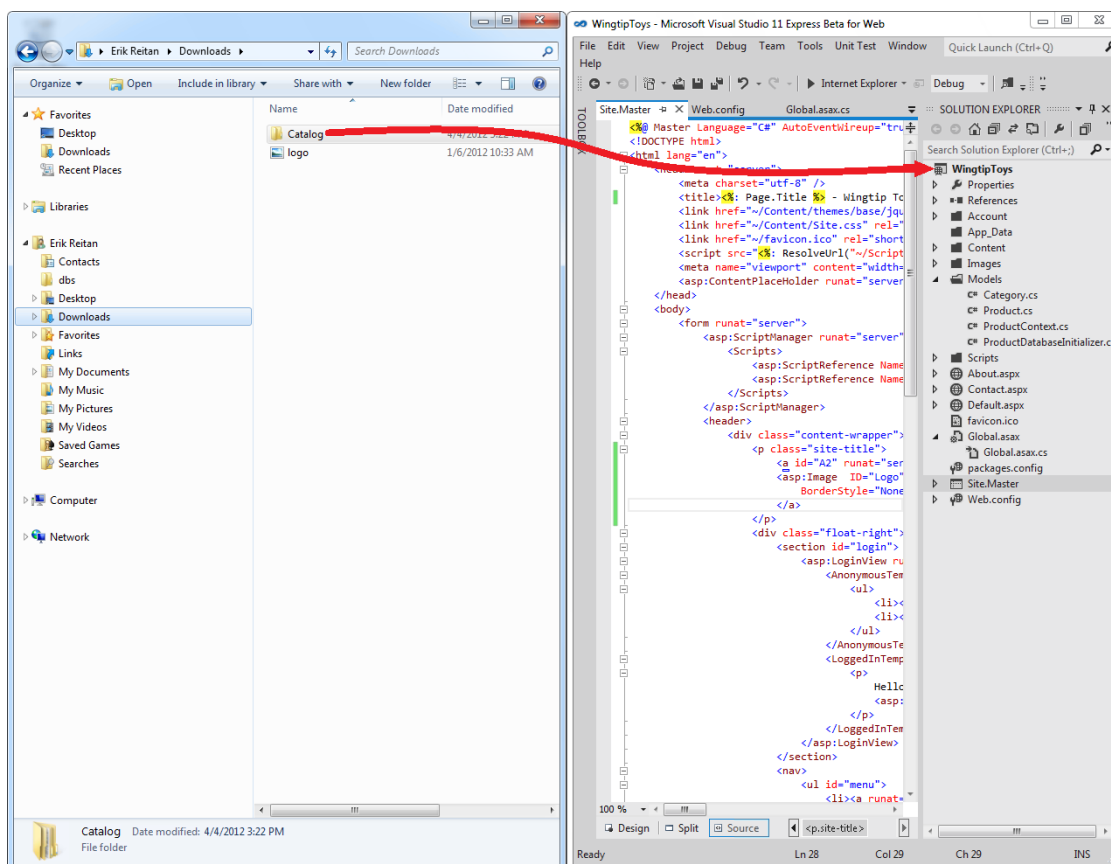 Erik Reitan Downloads
Search Downloads
Organize Open Include in library Share with New folder
Favorites
Desktop
Downloads
Recent Places
Libraries
Erik Reitan
Contacts
dbs
Desktop
Downloads
Favorites
Links
My Documents
My Music
My Pictures
My Videos
Saved Games
Searches
Computer
Network
Name Date modified
Catalog 4/4/2012 3:22
logo 1/6/2012 10:33 AM
Catalog Date modified: 4/4/2012 3:22 PM
File folder
WingtipToys - Microsoft Visual Studio 11 Express Beta for Web
File Edit View Project Debug Team Tools Unit Test Window
Quick Launch (Ctrl+Q)
Help
Internet Explorer Debug
TOOLBOX
Site.Master Web.config Global.asax.cs
<%@ Master Language="C#" AutoEventWireup="tru
<!DOCTYPE html>
<html lang="en">
<meta charset="utf-8" />
<title><%: Page.Title %> - Wingtip To
<link href="~/Content/themes/base/jqu
<link href="~/Content/Site.css" rel="
<link href="~/favicon.ico" rel="short
<script src="<%: ResolveUrl("~/Script
<meta name="viewport" content="width=
<asp:ContentPlaceHolder runat="server
</head>
<body>
<form runat="server">
<asp:ScriptManager runat="server"
<Scripts>
<asp:ScriptReference Name
<asp:ScriptReference Name
</Scripts>
</asp:ScriptManager>
<header>
<div class="content-wrapper">
<p class="site-title">
<a id="A2" runat="ser
<asp:Image ID="Logo"
BorderStyle="None
</a>
</p>
<div class="float-right">
<section id="login">
<asp:LoginView ru
<AnonymousTem
<ul>
<li><
<li><
</ul>
</AnonymousTe
<LoggedInTemp
<p>
Hello
<asp:
</p>
</LoggedInTem
</asp:LoginView>
</section>
<nav>
<ul id="menu">
<li><a runat=
100 %
Design Split Source <p.site-title>
SOLUTION EXPLORER
Search Solution Explorer (Ctrl+;)
WingtipToys
Properties
References
Account
App_Data
Content
Images
Models
C# Category.cs
C# Product.cs
C# ProductContext.cs
C# ProductDatabaseInitializer.c
Scripts
About.aspx
Contact.aspx
Default.aspx
favicon.ico
Global.asax
Global.asax.cs
packages.config
Site.Master
Web.config
Ready Ln 28 Col 29 Ch 29 INS